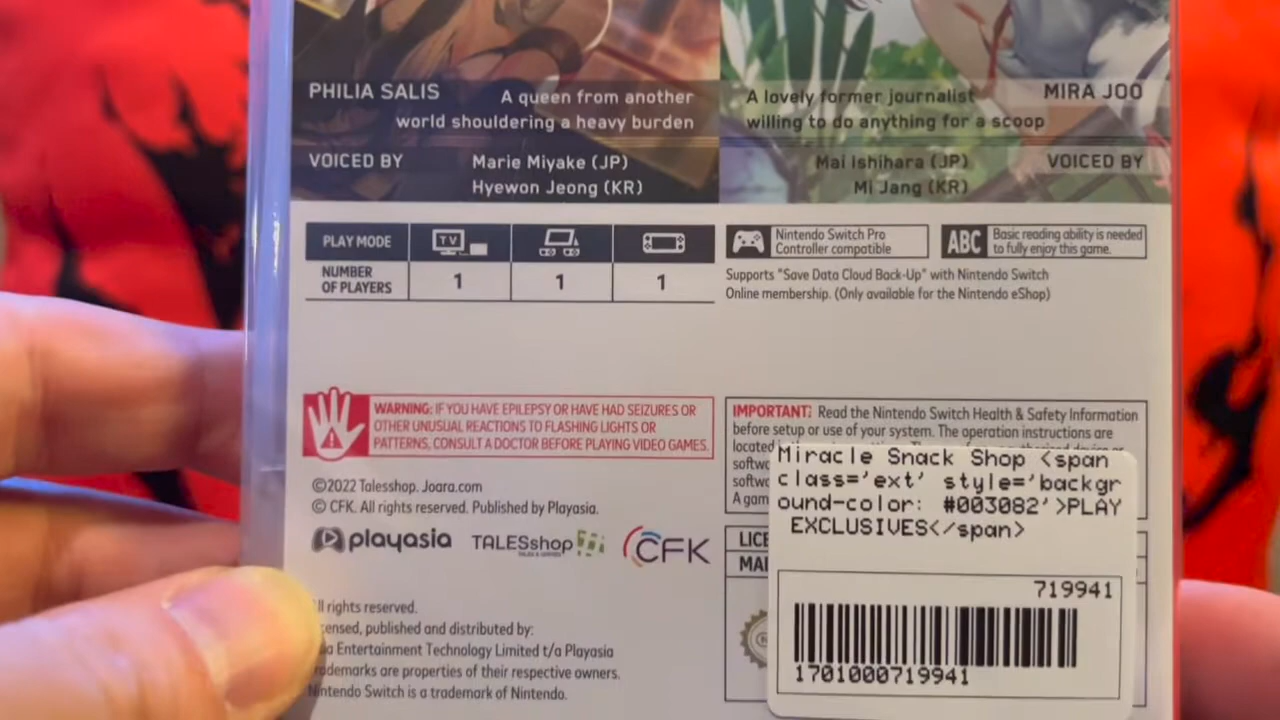 PHILIA SALIS
A queen from another
world shouldering a heavy burden
VOICED BY
Marie Miyake (JP)
Hyewon Jeong (KR)
A lovely former journalist
willing to do anything for a scoop
MIRA JOO
Mai Ishihara (JP)
Mi Jang (KR)
VOICED BY
PLAY MODE
TV
NUMBER
OF PLAYERS
1
1
1
Nintendo Switch Pro
Controller compatible
ABC
Basic reading ability is needed
to fully enjoy this game.
Supports "Save Data Cloud Back-Up" with Nintendo Switch
Online membership. (Only available for the Nintendo eShop)
WARNING: IF YOU HAVE EPILEPSY OR HAVE HAD SEIZURES OR
OTHER UNUSUAL REACTIONS TO FLASHING LIGHTS OR
PATTERNS, CONSULT A DOCTOR BEFORE PLAYING VIDEO GAMES.
IMPORTANT: Read the Nintendo Switch Health & Safety Information
before setup or use of your system. The operation instructions are
A gam
©2022 Talesshop. Joara.com
© CFK. All rights reserved. Published by Playasia.
playasia
TALESshop
CFK
LICE
MAI
Miracle Snack Shop <span
class='ext' style='backgr
ound-color: #003082'>PLAY
EXCLUSIVES</span>
719941
1701000719941
ll rights reserved.
ensed, published and distributed by:
a Entertainment Technology Limited t/a Playasia
demarks are properties of their respective owners.
Nintendo Switch is a trademark of Nintendo.